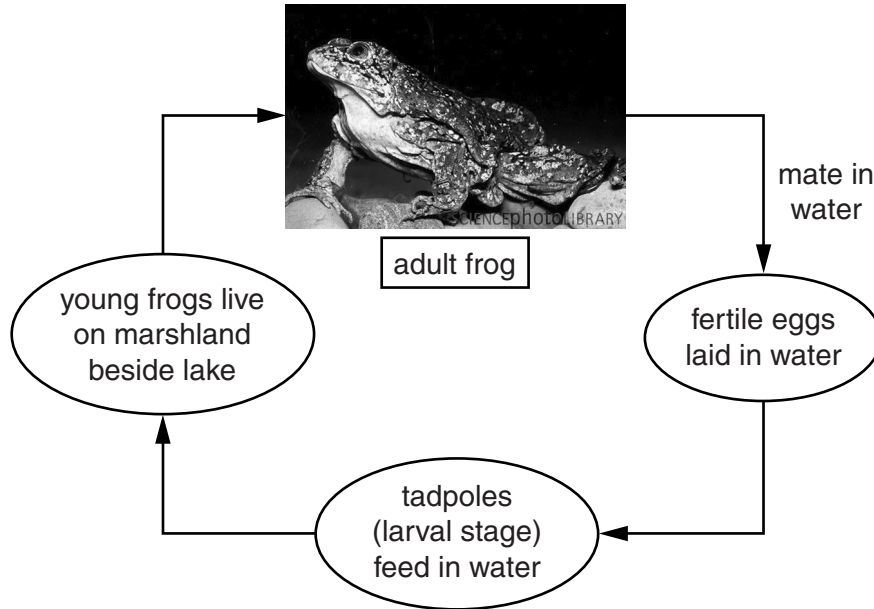 SCIENCEphotoLIBRARY
adult frog
mate in
water
fertile eggs
laid in water
tadpoles
(larval stage)
feed in water
young frogs live
on marshland
beside lake